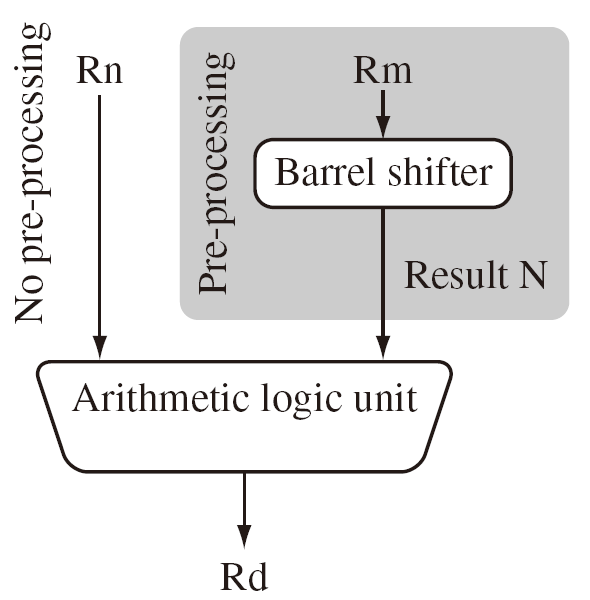 No pre-processing
Rn
Pre-processing
Rm
Barrel shifter
Result N
Arithmetic logic unit
Rd